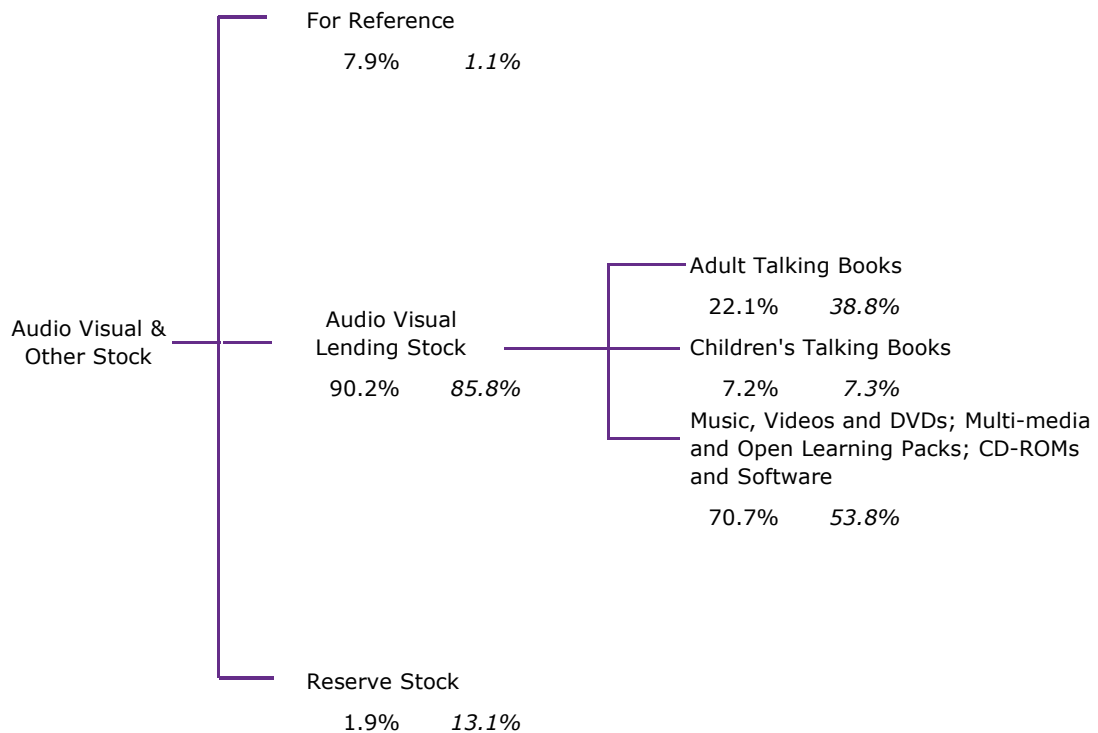 For Reference
7.9% 1.1%
Audio Visual &
Other Stock
Audio Visual
Lending Stock
90.2% 85.8%
Adult Talking Books
22.1% 38.8%
Children's Talking Books
7.2% 7.3%
Music, Videos and DVDs; Multi-media
and Open Learning Packs; CD-ROMs
and Software
70.7% 53.8%
Reserve Stock
1.9% 13.1%